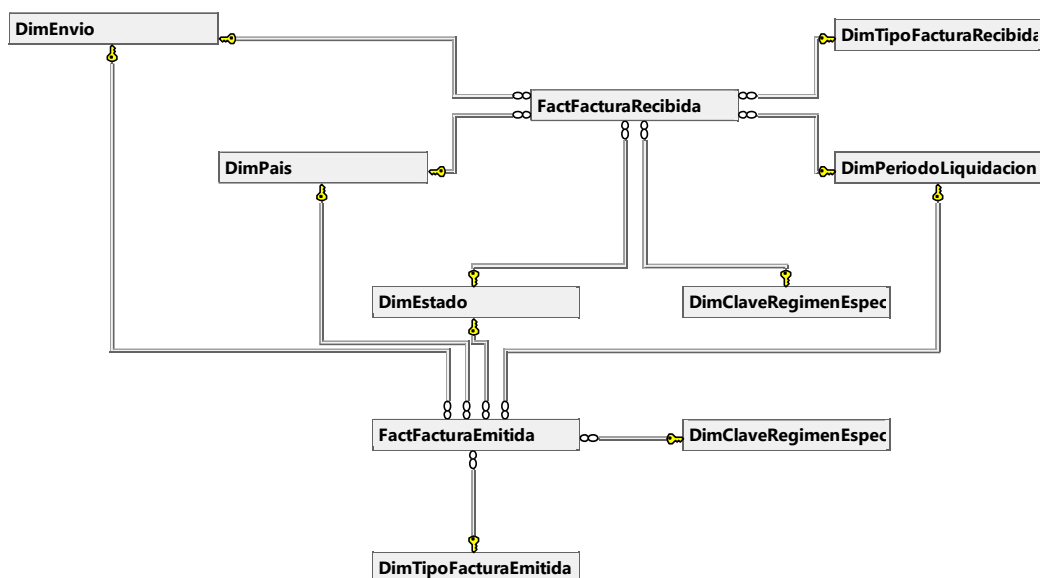 DimEnvio
DimTipoFacturaRecibida
FactFacturaRecibida
DimPais
DimPeriodoLiquidacion
DimEstado
DimClaveRegimenEspec
FactFacturaEmitida
DimClaveRegimenEspec
DimTipoFacturaEmitida